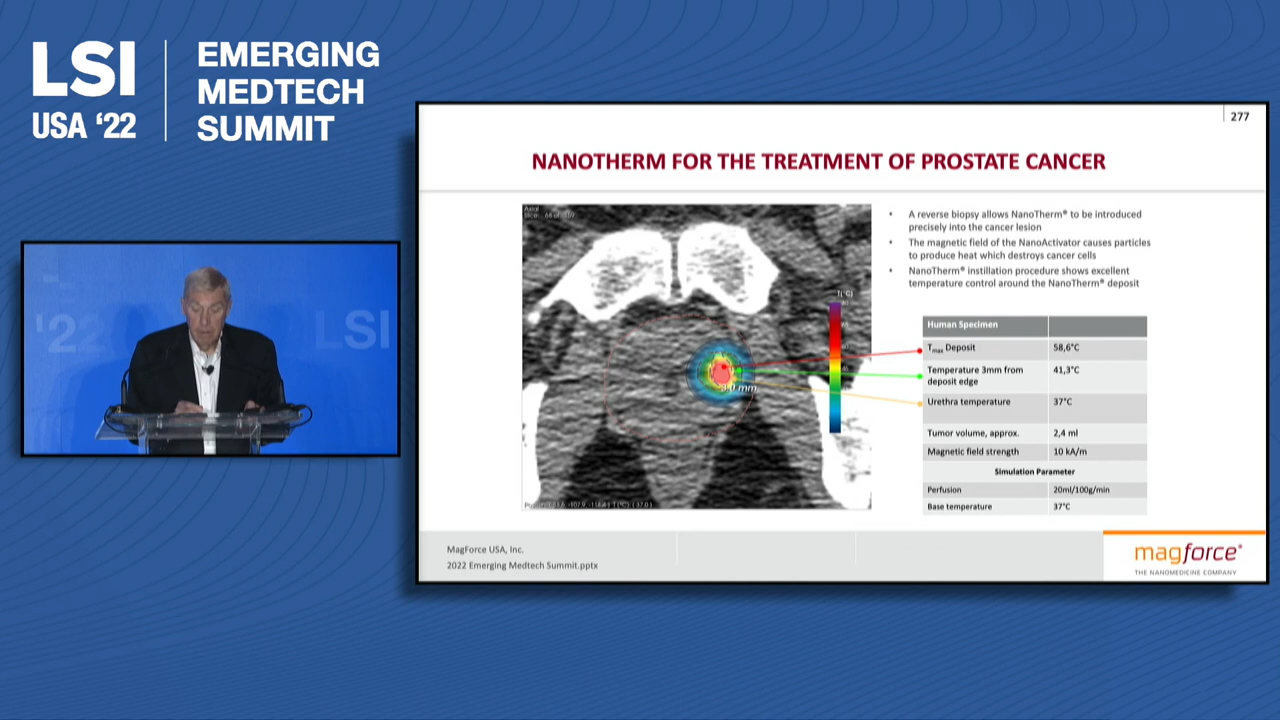 LSI
USA '22
EMERGING
MEDTECH
SUMMIT
'22
LSI
277
NANOTHERM FOR THE TREATMENT OF PROSTATE CANCER
• A reverse biopsy allows NanoTherm® to be introduced
precisely into the cancer lesion
• The magnetic field of the NanoActivator causes particles
to produce heat which destroys cancer cells
• NanoTherm® instillation procedure shows excellent
temperature control around the NanoTherm® deposit
Axial
T(°C)
mm
Human Specimen
Tmax Deposit 58,6°C
Temperature 3mm from 41,3°C
deposit edge
Urethra temperature 37°C
Tumor volume, approx. 2,4 ml
Magnetic field strength 10 kA/m
Simulation Parameter
Perfusion 20ml/100g/min
Base temperature 37°C
MagForce USA, Inc.
2022 Emerging Medtech Summit.pptx
magforce®
THE NANOMEDICINE COMPANY